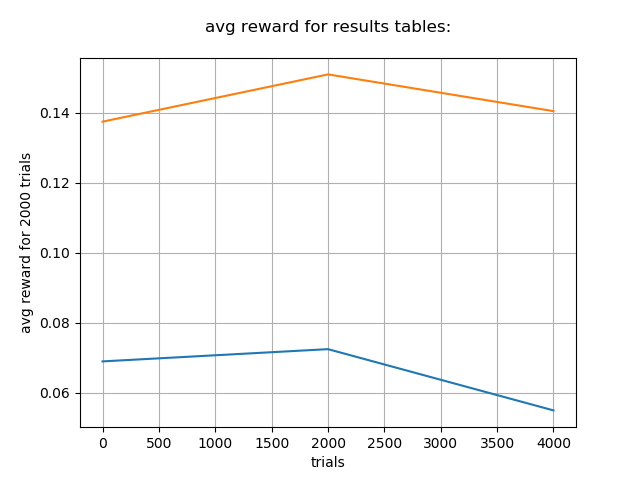 avg reward for results tables:
avg reward for 2000 trials
0.14
0.12
0.10
0.08
0.06
0 500 1000 1500 2000 2500 3000 3500 4000
trials